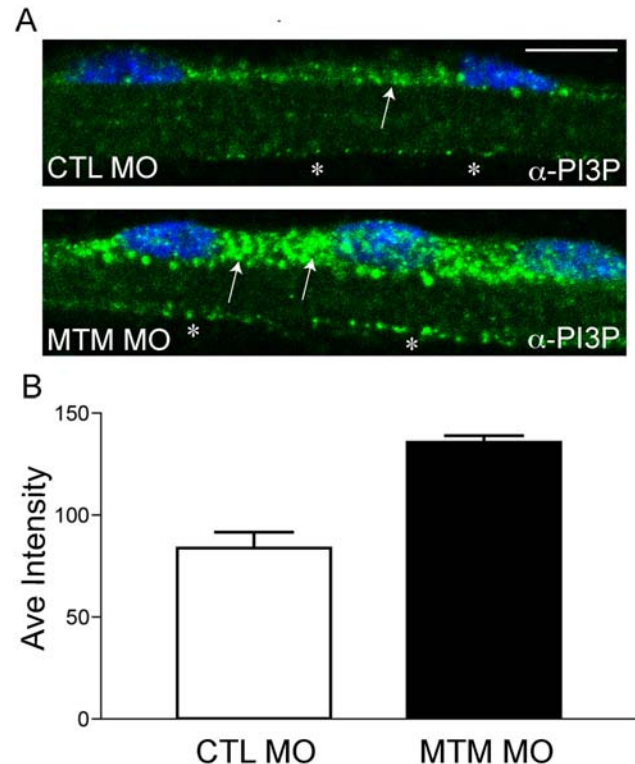 A
CTL MO * * α-PI3P
MTM MO * * α-PI3P
B
150
100
50
0
Ave Intensity
CTL MO MTM MO